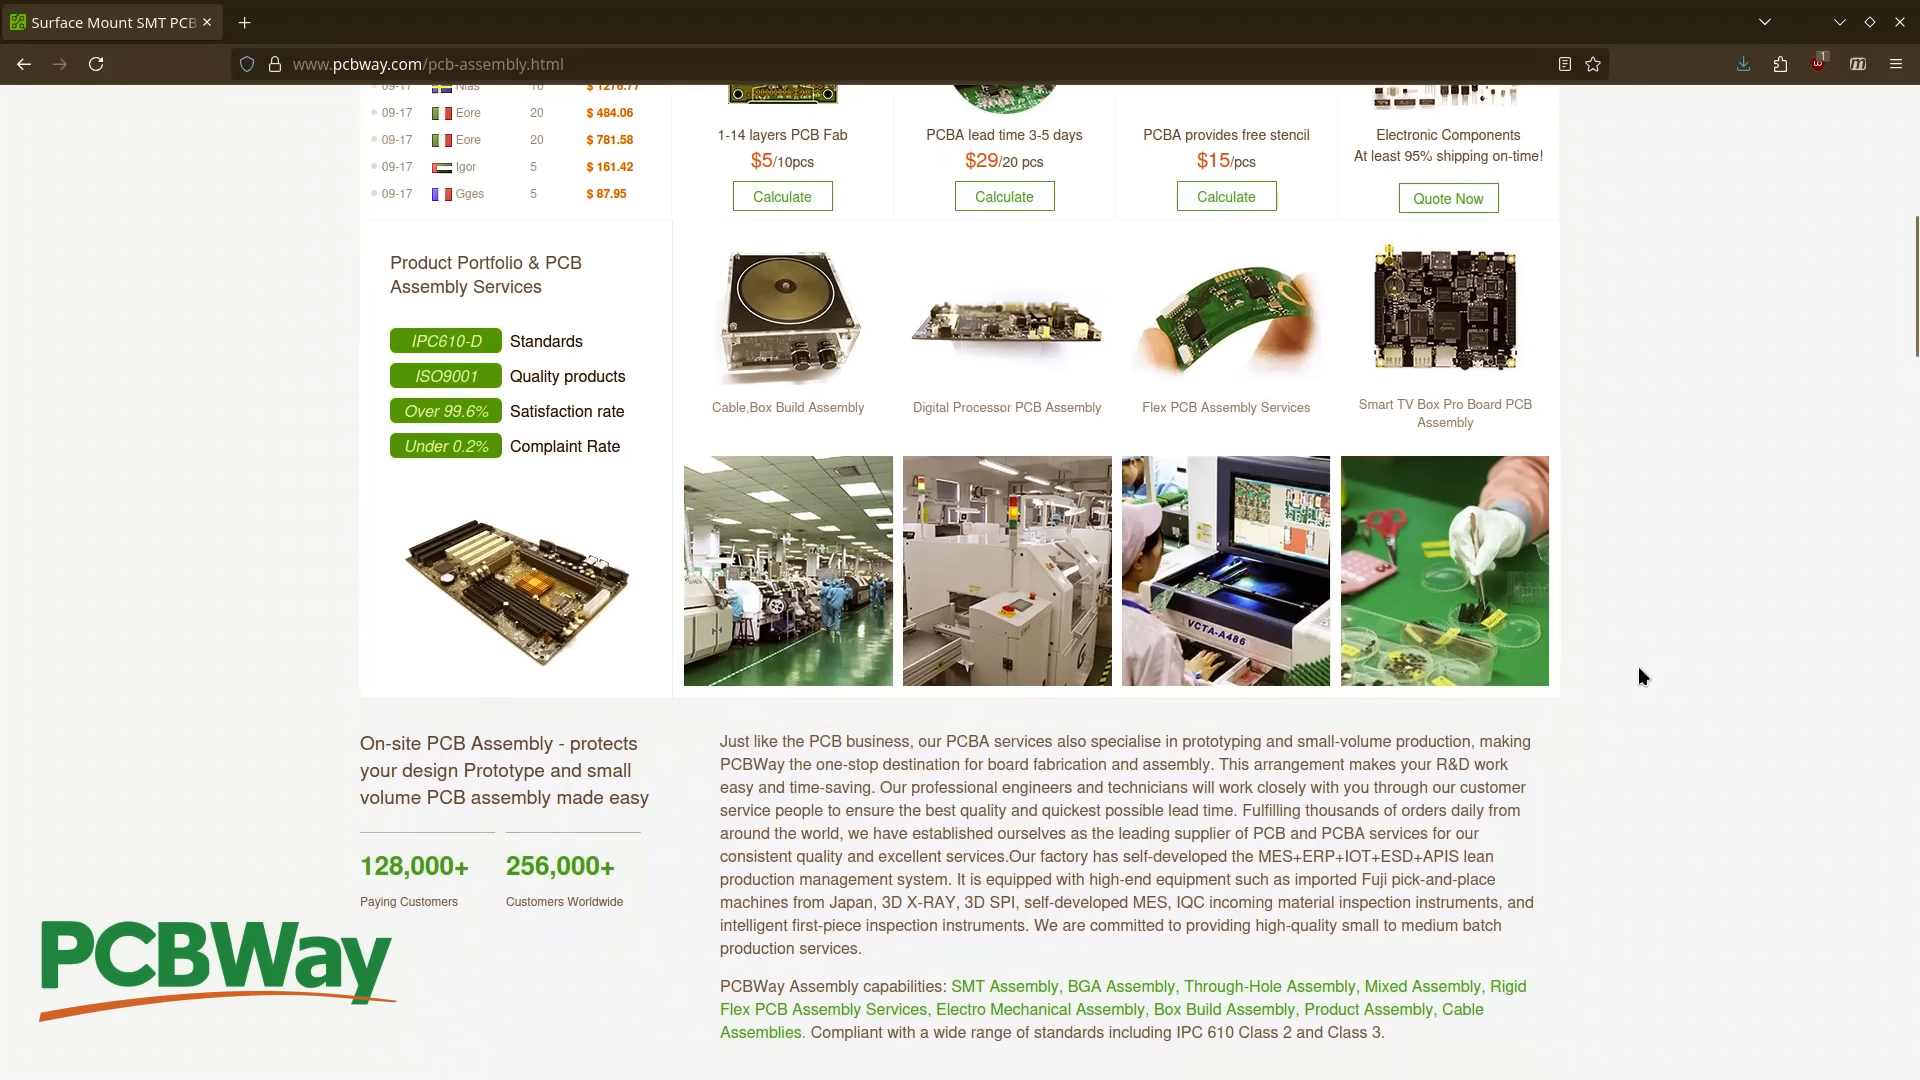 Surface Mount SMT PCB
www.pcbway.com/pcb-assembly.html
1
09-17 Nias 10 $ 1276.77
09-17 Eore 20 $ 484.06
09-17 Eore 20 $ 781.58
09-17 Igor 5 $ 161.42
09-17 Gges 5 $ 87.95
1-14 layers PCB Fab
$5/10pcs
Calculate
PCBA lead time 3-5 days
$29/20 pcs
Calculate
PCBA provides free stencil
$15/pcs
Calculate
Electronic Components
At least 95% shipping on-time!
Quote Now
Product Portfolio & PCB
Assembly Services
IPC610-D Standards
ISO9001 Quality products
Over 99.6% Satisfaction rate
Under 0.2% Complaint Rate
Cable,Box Build Assembly
Digital Processor PCB Assembly
Flex PCB Assembly Services
Smart TV Box Pro Board PCB
Assembly
VCTA-A486
On-site PCB Assembly - protects
your design Prototype and small
volume PCB assembly made easy
128,000+
Paying Customers
256,000+
Customers Worldwide
Just like the PCB business, our PCBA services also specialise in prototyping and small-volume production, making
PCBWay the one-stop destination for board fabrication and assembly. This arrangement makes your R&D work
easy and time-saving. Our professional engineers and technicians will work closely with you through our customer
service people to ensure the best quality and quickest possible lead time. Fulfilling thousands of orders daily from
around the world, we have established ourselves as the leading supplier of PCB and PCBA services for our
consistent quality and excellent services.Our factory has self-developed the MES+ERP+IOT+ESD+APIS lean
production management system. It is equipped with high-end equipment such as imported Fuji pick-and-place
machines from Japan, 3D X-RAY, 3D SPI, self-developed MES, IQC incoming material inspection instruments, and
intelligent first-piece inspection instruments. We are committed to providing high-quality small to medium batch
production services.
PCBWay Assembly capabilities: SMT Assembly, BGA Assembly, Through-Hole Assembly, Mixed Assembly, Rigid
Flex PCB Assembly Services, Electro Mechanical Assembly, Box Build Assembly, Product Assembly, Cable
Assemblies. Compliant with a wide range of standards including IPC 610 Class 2 and Class 3.
PCBWay